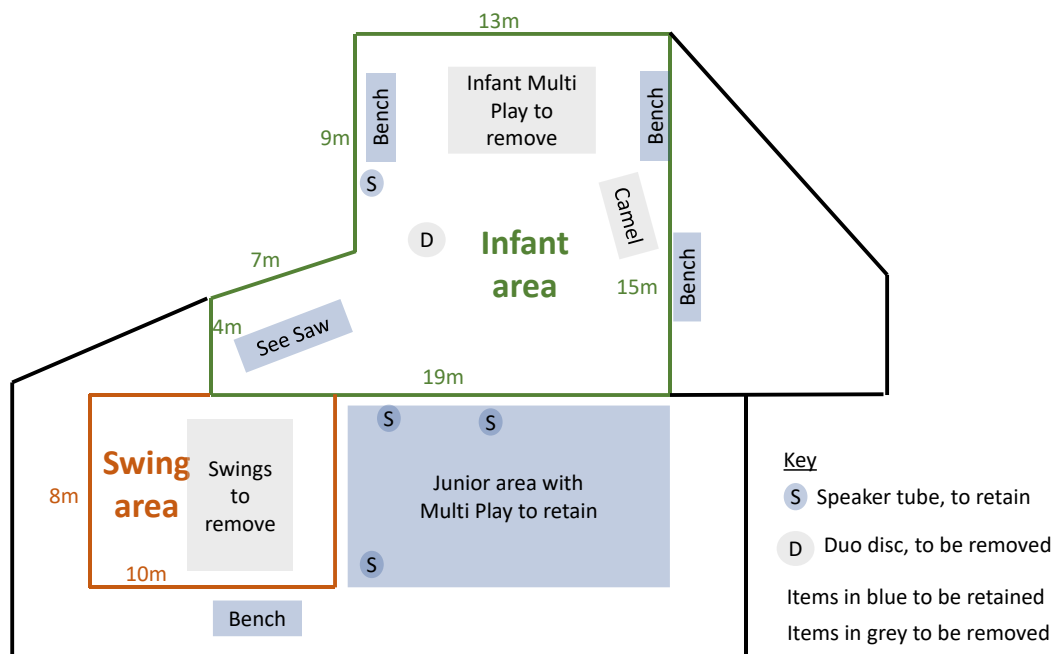 13m
Infant Multi
Play to
remove
Bench
Bench
9m
S
Camel
D
Infant
area
7m
15m
Bench
4m
See Saw
19m
S
S
Swing
area
8m
Swings
to
remove
Junior area with
Multi Play to retain
S
10m
Bench
Key
S Speaker tube, to retain
D Duo disc, to be removed
Items in blue to be retained
Items in grey to be removed